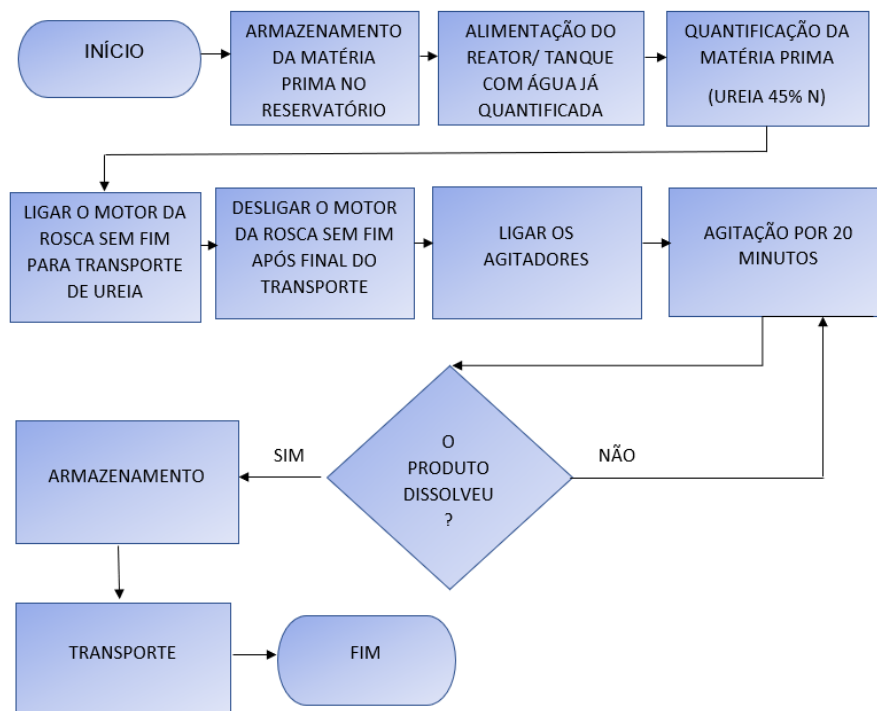 INÍCIO
ARMAZENAMENTO
DA MATÉRIA
PRIMA NO
RESERVATÓRIO
ALIMENTAÇÃO DO
REATOR/ TANQUE
COM ÁGUA JÁ
QUANTIFICADA
QUANTIFICAÇÃO DA
MATÉRIA PRIMA
(UREIA 45% N)
LIGAR O MOTOR DA
ROSCA SEM FIM
PARA TRANSPORTE
DE UREIA
DESLIGAR O MOTOR
DA ROSCA SEM FIM
APÓS FINAL DO
TRANSPORTE
LIGAR OS
AGITADORES
AGITAÇÃO POR 20
MINUTOS
O
PRODUTO
DISSOLVEU
?
SIM
NÃO
ARMAZENAMENTO
TRANSPORTE
FIM